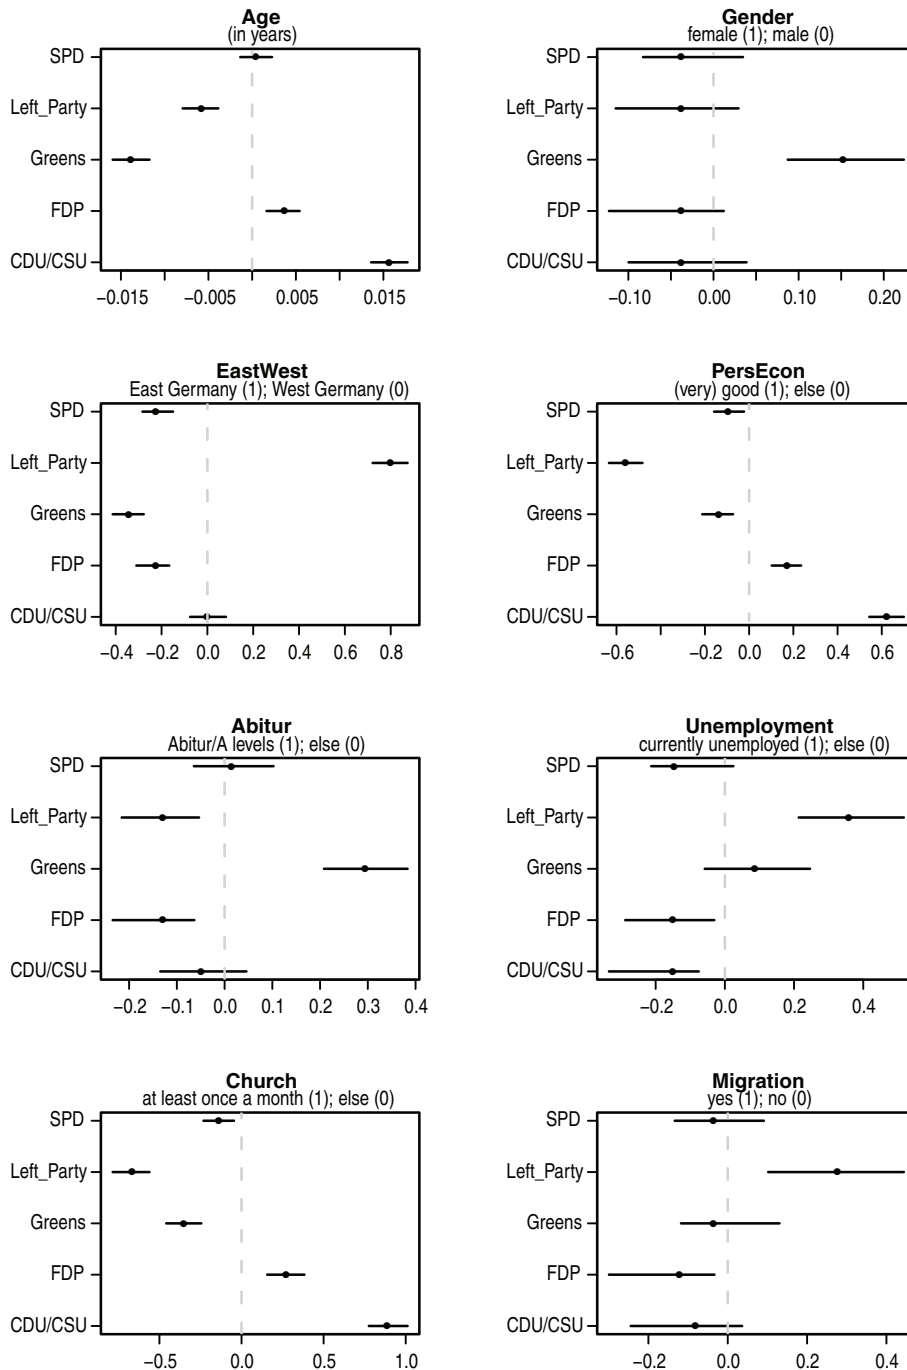 Age
(in years)
SPD
Left_Party
Greens
FDP
CDU/CSU
−0.015 −0.005 0.005 0.015
Gender
female (1); male (0)
SPD
Left_Party
Greens
FDP
CDU/CSU
−0.10 0.00 0.10 0.20
EastWest
East Germany (1); West Germany (0)
SPD
Left_Party
Greens
FDP
CDU/CSU
−0.4 −0.2 0.0 0.2 0.4 0.6 0.8
PersEcon
(very) good (1); else (0)
SPD
Left_Party
Greens
FDP
CDU/CSU
−0.6 −0.2 0.0 0.2 0.4 0.6
Abitur
Abitur/A levels (1); else (0)
SPD
Left_Party
Greens
FDP
CDU/CSU
−0.2 −0.1 0.0 0.1 0.2 0.3 0.4
Unemployment
currently unemployed (1); else (0)
SPD
Left_Party
Greens
FDP
CDU/CSU
−0.2 0.0 0.2 0.4
Church
at least once a month (1); else (0)
SPD
Left_Party
Greens
FDP
CDU/CSU
−0.5 0.0 0.5 1.0
Migration
yes (1); no (0)
SPD
Left_Party
Greens
FDP
CDU/CSU
−0.2 0.0 0.2 0.4